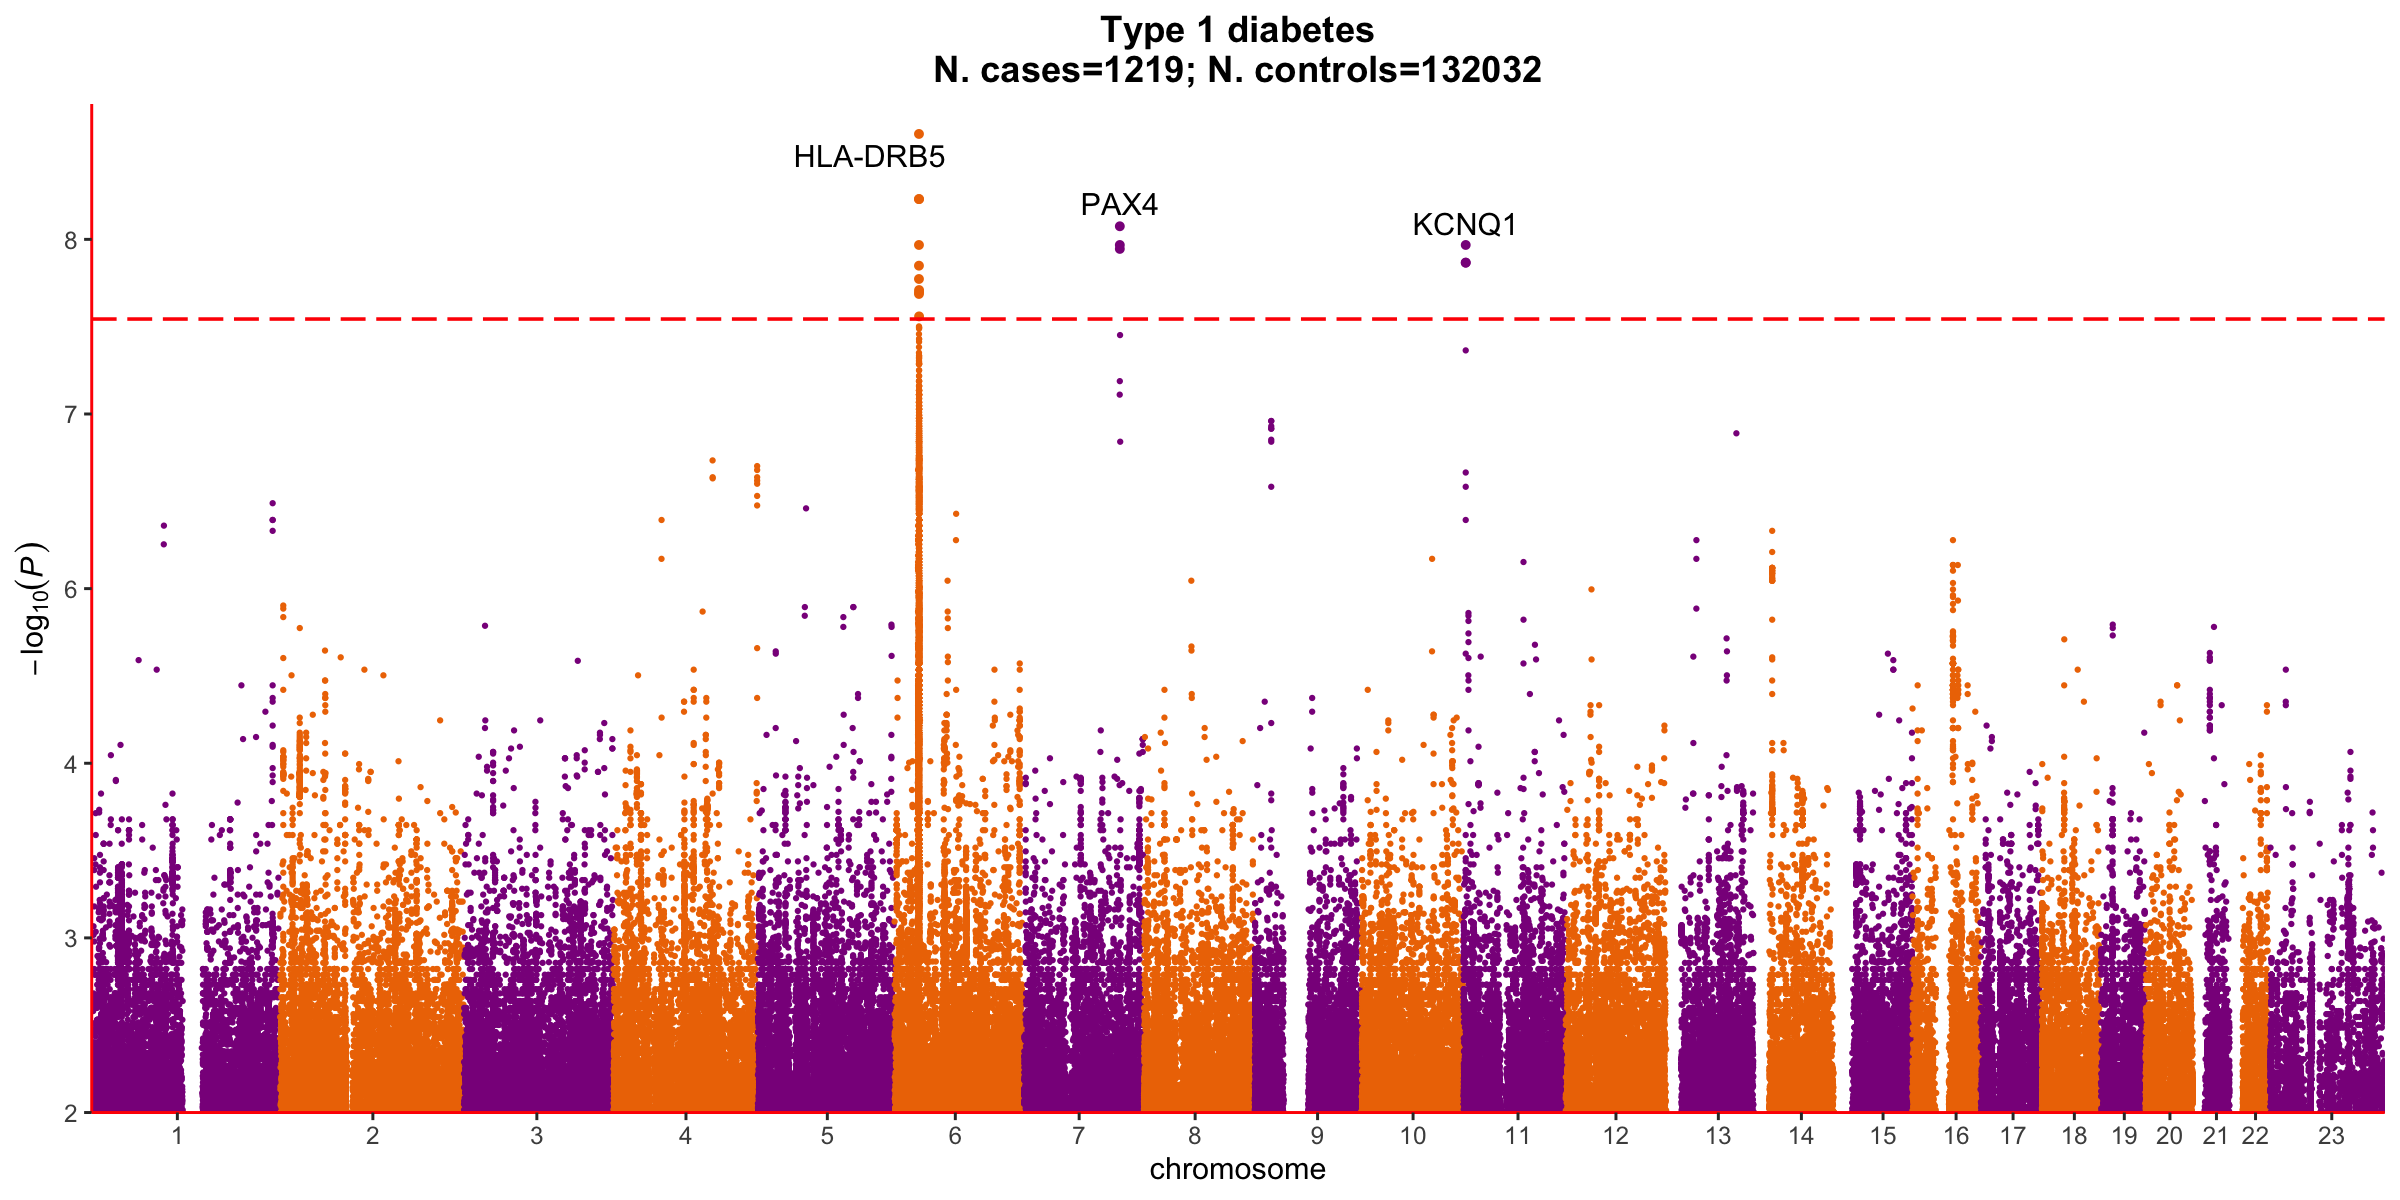 Type 1 diabetes
N. cases=1219; N. controls=132032
HLA-DRB5
PAX4
KCNQ1
8
7
6
4
3
2
−log₁₀(P)
1 2 3 4 5 6 7 8 9 10 11 12 13 14 15 16 17 18 19 20 21 22 23
chromosome